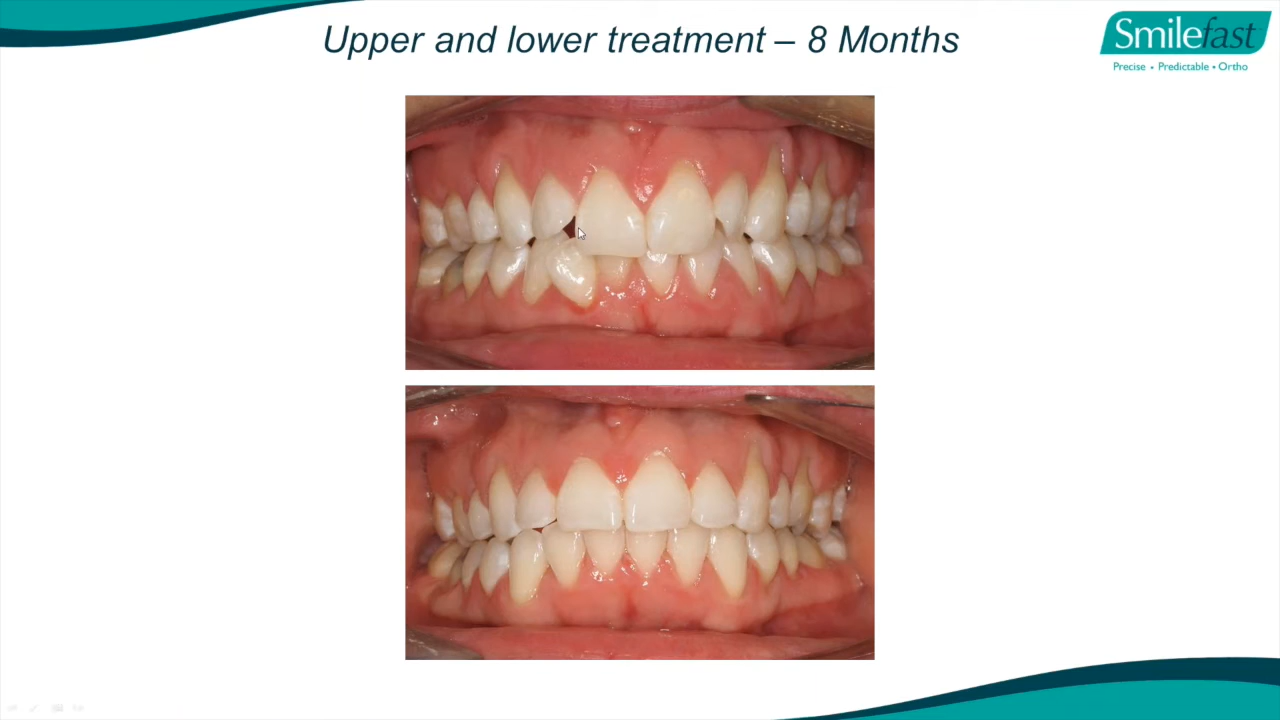 Upper and lower treatment – 8 Months
Smilefast
Precise • Predictable • Ortho